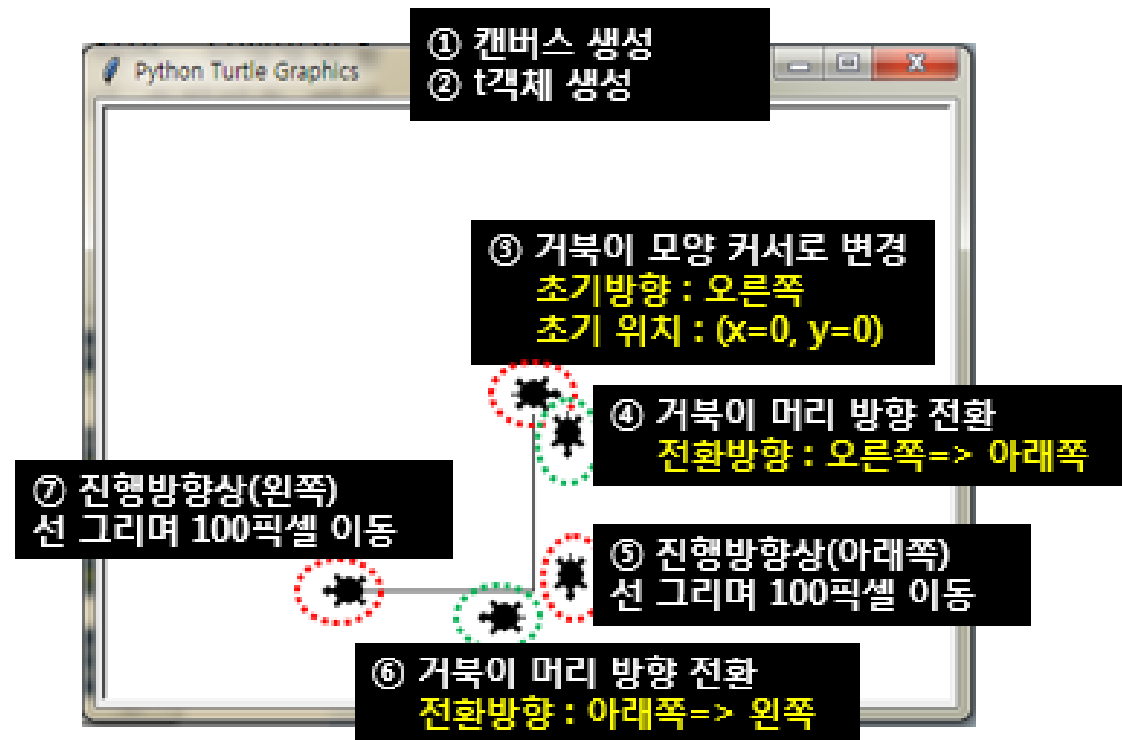 ① 캔버스 생성
② t객체 생성
Python Turtle Graphics
③ 거북이 모양 커서로 변경
초기방향 : 오른쪽
초기 위치 : (x=0, y=0)
④ 거북이 머리 방향 전환
전환방향 : 오른쪽=> 아래쪽
⑦ 진행방향상(왼쪽)
선 그리며 100픽셀 이동
⑤ 진행방향상(아래쪽)
선 그리며 100픽셀 이동
⑥ 거북이 머리 방향 전환
전환방향 : 아래쪽=> 왼쪽